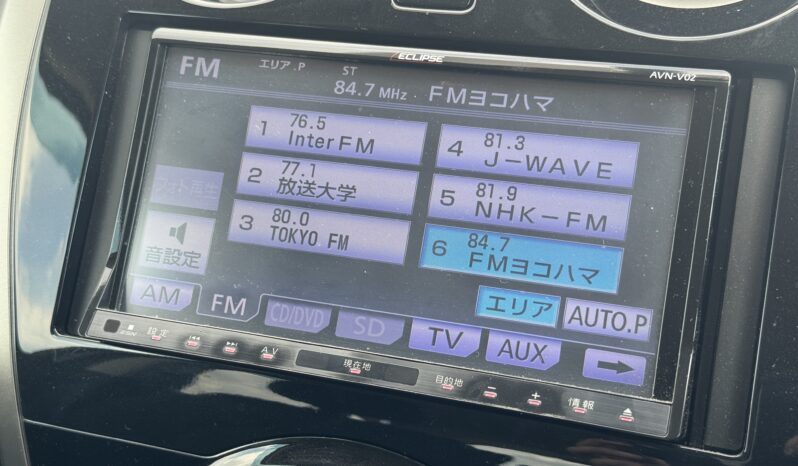 ECLIPSE
AVN-V02
FM
エリア.P
ST
84.7 MHz
FMヨコハマ
1
76.5
InterFM
4
81.3
J-WAVE
2
77.1
放送大学
5
81.9
NHK-FM
3
80.0
TOKYO FM
6
84.7
FMヨコハマ
音設定
エリア
AUTO.P
AM
FM
CD/DVD
SD
TV
AUX
設定
AV
現在地
目的地
情報